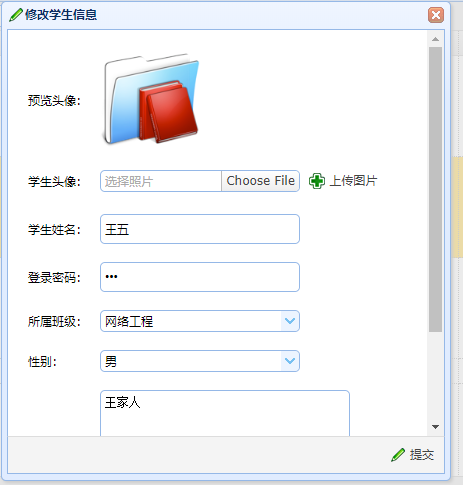 修改学生信息
预览头像:
学生头像: 选择照片 Choose File 上传图片
学生姓名: 王五
登录密码: •••
所属班级: 网络工程
性别: 男
王家人
提交